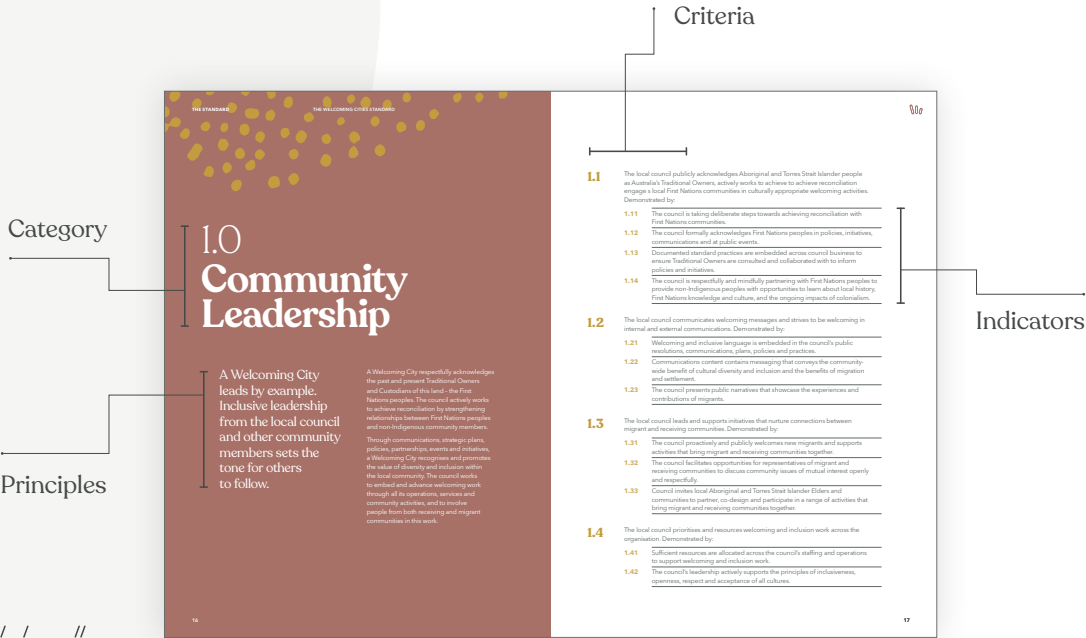 Criteria
Category
Principles
Indicators
THE STANDARD
THE WELCOMING CITIES STANDARD
1.0
Community
Leadership
A Welcoming City
leads by example.
Inclusive leadership
from the local council
and other community
members sets the
tone for others
to follow.
A Welcoming City respectfully acknowledges
the past and present Traditional Owners
and Custodians of this land – the First
Nations peoples. The council actively works
to achieve reconciliation by strengthening
relationships between First Nations peoples
and non-Indigenous community members.
Through communications, strategic plans,
policies, partnerships, events and initiatives,
a Welcoming City recognises and promotes
the value of diversity and inclusion within
the local community. The council works
to embed and advance welcoming work
through all its operations, services and
community activities, and to involve
people from both receiving and migrant
communities in this work.
16
1.1
The local council publicly acknowledges Aboriginal and Torres Strait Islander people
as Australia's Traditional Owners, actively works to achieve to achieve reconciliation
engage s local First Nations communities in culturally appropriate welcoming activities.
Demonstrated by:
1.11 The council is taking deliberate steps towards achieving reconciliation with
First Nations communities.
1.12 The council formally acknowledges First Nations peoples in policies, initiatives,
communications and at public events.
1.13 Documented standard practices are embedded across council business to
ensure Traditional Owners are consulted and collaborated with to inform
policies and initiatives.
1.14 The council is respectfully and mindfully partnering with First Nations peoples to
provide non-Indigenous peoples with opportunities to learn about local history,
First Nations knowledge and culture, and the ongoing impacts of colonialism.
1.2
The local council communicates welcoming messages and strives to be welcoming in
internal and external communications. Demonstrated by:
1.21 Welcoming and inclusive language is embedded in the council's public
resolutions, communications, plans, policies and practices.
1.22 Communications content contains messaging that conveys the community-
wide benefit of cultural diversity and inclusion and the benefits of migration
and settlement.
1.23 The council presents public narratives that showcase the experiences and
contributions of migrants.
1.3
The local council leads and supports initiatives that nurture connections between
migrant and receiving communities. Demonstrated by:
1.31 The council proactively and publicly welcomes new migrants and supports
activities that bring migrant and receiving communities together.
1.32 The council facilitates opportunities for representatives of migrant and
receiving communities to discuss community issues of mutual interest openly
and respectfully.
1.33 Council invites local Aboriginal and Torres Strait Islander Elders and
communities to partner, co-design and participate in a range of activities that
bring migrant and receiving communities together.
1.4
The local council prioritises and resources welcoming and inclusion work across the
organisation. Demonstrated by:
1.41 Sufficient resources are allocated across the council's staffing and operations
to support welcoming and inclusion work.
1.42 The council's leadership actively supports the principles of inclusiveness,
openness, respect and acceptance of all cultures.
17